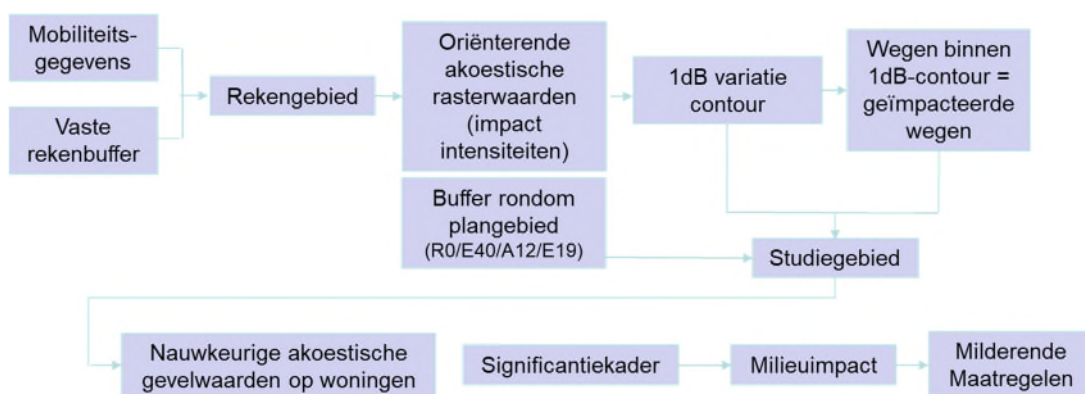 Mobiliteits-
gegevens
Vaste
rekenbuffer
Rekengebied
Oriënterende
akoestische
rasterwaarden
(impact
intensiteiten)
1dB variatie
contour
Wegen binnen
1dB-contour =
geïmpacteerde
wegen
Buffer rondom
plangebied
(R0/E40/A12/E19)
Studiegebied
Nauwkeurige akoestische
gevelwaarden op woningen
Significantiekader
Milieuimpact
Milderende
Maatregelen